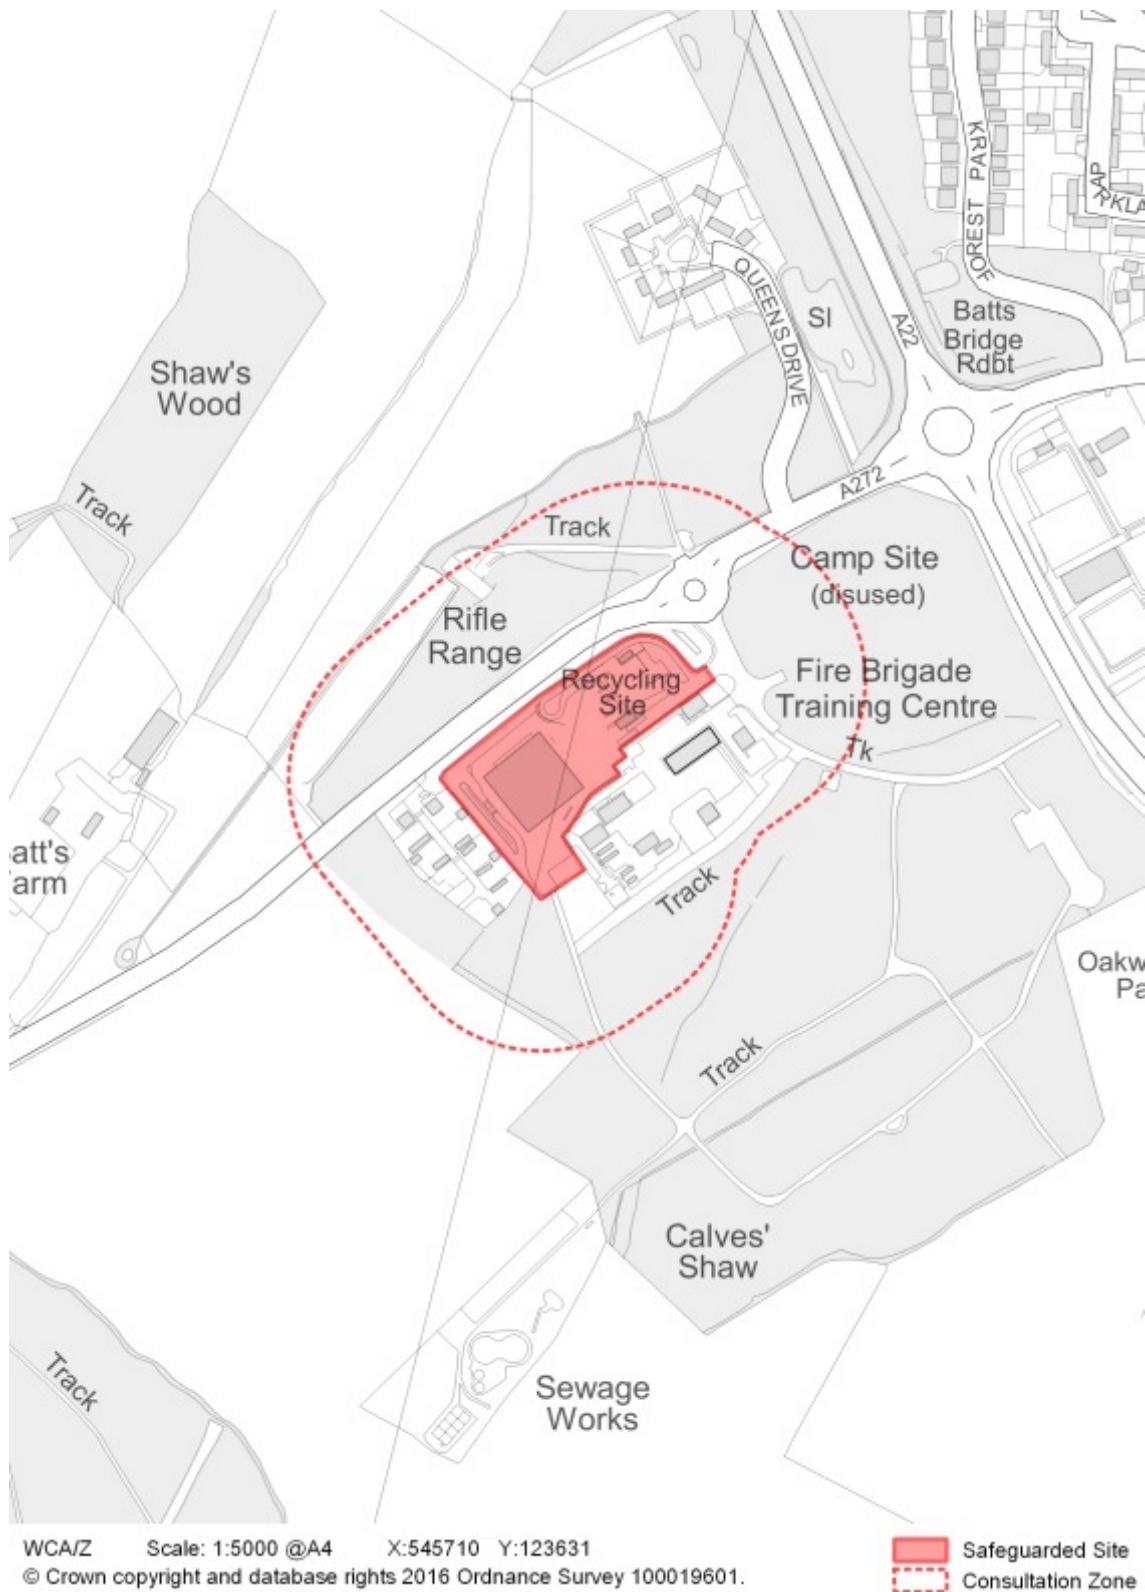 FOREST PARK
PARKLA
QUEENS DRIVE
SI
A22
Batts
Bridge
Rdbt
Shaw's
Wood
Track
A272
Track
Camp Site
(disused)
Rifle
Range
Recycling
Site
Fire Brigade
Training Centre
Tk
att's
arm
Track
Oakw
Pa
Track
Calves'
Shaw
Track
Sewage
Works
WCA/Z Scale: 1:5000 @A4 X:545710 Y:123631
© Crown copyright and database rights 2016 Ordnance Survey 100019601.
Safeguarded Site
Consultation Zone